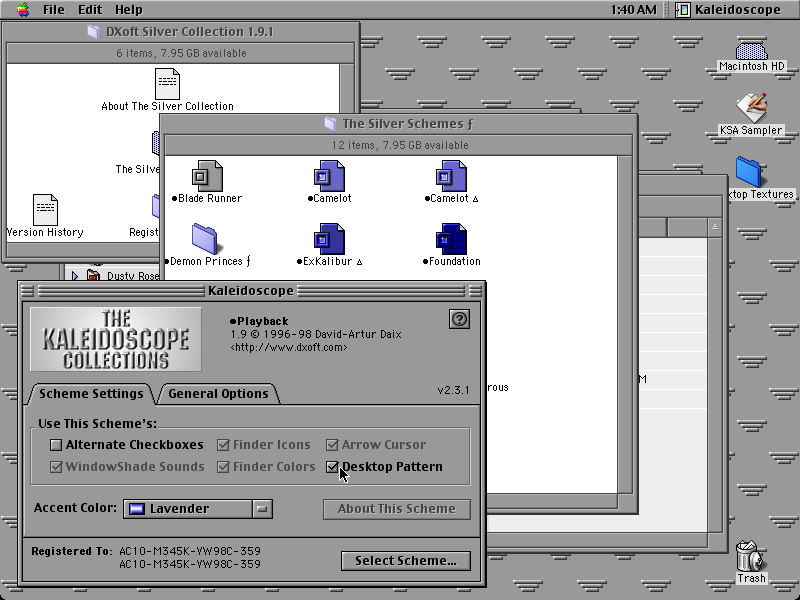 File Edit Help 1:40 AM Kaleidoscope
DXoft Silver Collection 1.9.1
6 items, 7.95 GB available
About The Silver Collection
The Silve
Version History
Regist
The Silver Schemes ƒ
12 items, 7.95 GB available
•Blade Runner
•Camelot
•Camelot ∆
•Demon Princes ƒ
•ExKalibur ∆
•Foundation
rous
M
Dusty Rose
Macintosh HD
KSA Sampler
ktop Textures
Trash
Kaleidoscope
THE
KALEIDOSCOPE
COLLECTIONS
•Playback
1.9 © 1996-98 David-Artur Daix
<http://www.dxoft.com>
?
Scheme Settings
General Options
v2.3.1
Use This Scheme's:
Alternate Checkboxes
Finder Icons
Arrow Cursor
WindowShade Sounds
Finder Colors
Desktop Pattern
Accent Color: Lavender
About This Scheme
Registered To: AC10-M345K-YW98C-359
AC10-M345K-YW98C-359
Select Scheme...